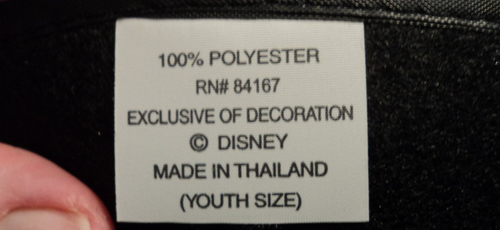 100% POLYESTER
RN# 84167
EXCLUSIVE OF DECORATION
© DISNEY
MADE IN THAILAND
(YOUTH SIZE)